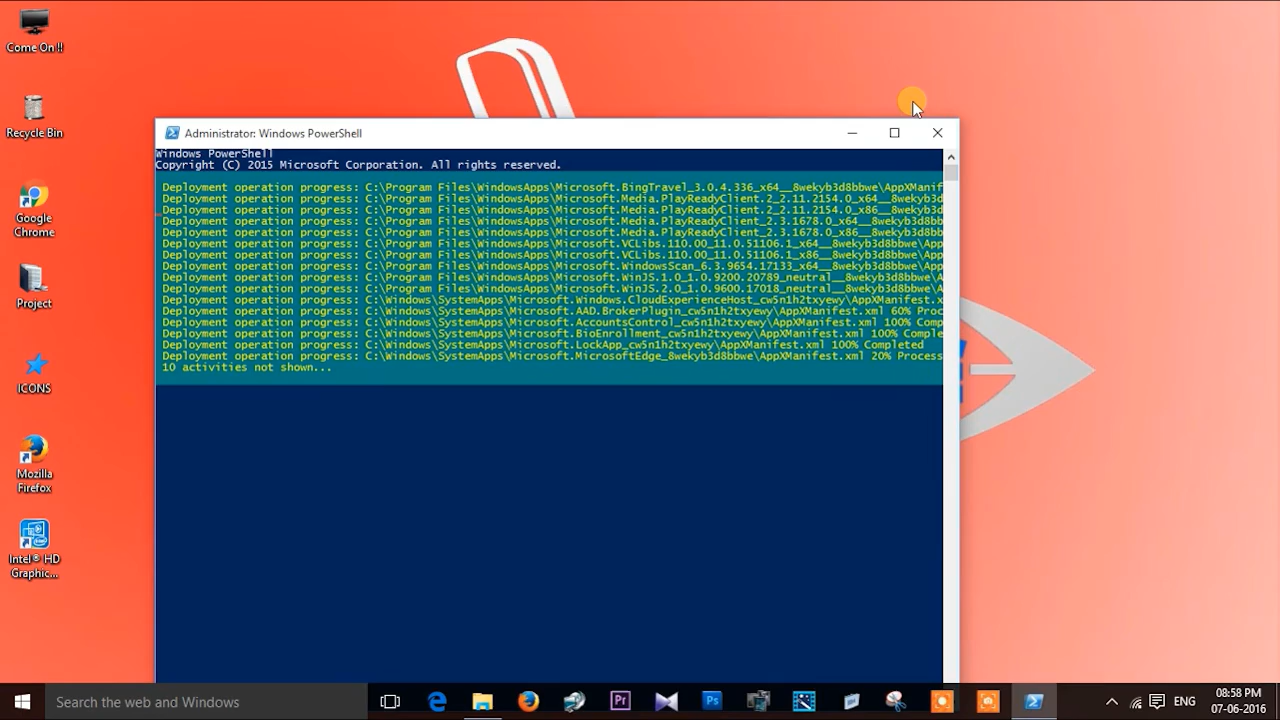 Come On !!
Recycle Bin
Google
Chrome
Project
ICONS
Mozilla
Firefox
Intel® HD
Graphic...
Administrator: Windows PowerShell
Windows PowerShell
Copyright (C) 2015 Microsoft Corporation. All rights reserved.
Deployment operation progress: C:\Program Files\WindowsApps\Microsoft.BingTravel_3.0.4.336_x64__8wekyb3d8bbwe\AppXManif
Deployment operation progress: C:\Program Files\WindowsApps\Microsoft.Media.PlayReadyClient.2_2.11.2154.0_x64__8wekyb3d
Deployment operation progress: C:\Program Files\WindowsApps\Microsoft.Media.PlayReadyClient.2_2.11.2154.0_x86__8wekyb3d
Deployment operation progress: C:\Program Files\WindowsApps\Microsoft.Media.PlayReadyClient_2.3.1678.0_x64__8wekyb3d8bb
Deployment operation progress: C:\Program Files\WindowsApps\Microsoft.Media.PlayReadyClient_2.3.1678.0_x86__8wekyb3d8bb
Deployment operation progress: C:\Program Files\WindowsApps\Microsoft.VCLibs.110.00_11.0.51106.1_x64__8wekyb3d8bbwe\App
Deployment operation progress: C:\Program Files\WindowsApps\Microsoft.VCLibs.110.00_11.0.51106.1_x86__8wekyb3d8bbwe\App
Deployment operation progress: C:\Program Files\WindowsApps\Microsoft.WindowsScan_6.3.9654.17133_x64__8wekyb3d8bbwe\App
Deployment operation progress: C:\Program Files\WindowsApps\Microsoft.WinJS.1.0_1.0.9200.20789_neutral__8wekyb3d8bbwe\A
Deployment operation progress: C:\Program Files\WindowsApps\Microsoft.WinJS.2.0_1.0.9600.17018_neutral__8wekyb3d8bbwe\A
Deployment operation progress: C:\Windows\SystemApps\Microsoft.Windows.CloudExperienceHost_cw5n1h2txyewy\AppXManifest.x
Deployment operation progress: C:\Windows\SystemApps\Microsoft.AAD.BrokerPlugin_cw5n1h2txyewy\AppXManifest.xml 60% Proc
Deployment operation progress: C:\Windows\SystemApps\Microsoft.AccountsControl_cw5n1h2txyewy\AppXManifest.xml 100% Comp
Deployment operation progress: C:\Windows\SystemApps\Microsoft.BioEnrollment_cw5n1h2txyewy\AppXManifest.xml 100% Comple
Deployment operation progress: C:\Windows\SystemApps\Microsoft.LockApp_cw5n1h2txyewy\AppXManifest.xml 100% Completed
Deployment operation progress: C:\Windows\SystemApps\Microsoft.MicrosoftEdge_8wekyb3d8bbwe\AppXManifest.xml 20% Process
10 activities not shown...
Search the web and Windows
Pr
Ps
ENG
08:58 PM
07-06-2016